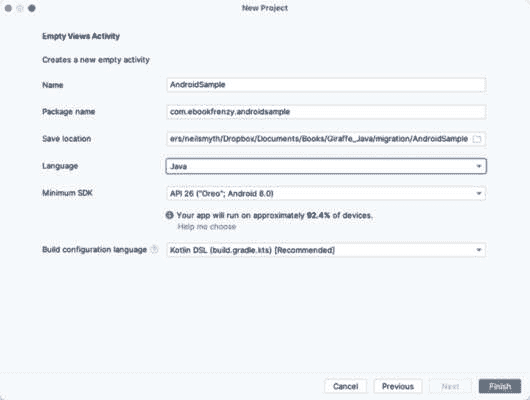 New Project
Empty Views Activity
Creates a new empty activity
Name AndroidSample
Package name com.ebookfrenzy.androidsample
Save location ers/neilsmyth/Dropbox/Documents/Books/Giraffe_Java/migration/AndroidSample
Language Java
Minimum SDK API 26 ("Oreo"; Android 8.0)
Your app will run on approximately 92.4% of devices.
Help me choose
Build configuration language ? Kotlin DSL (build.gradle.kts) [Recommended]
Cancel Previous Next Finish